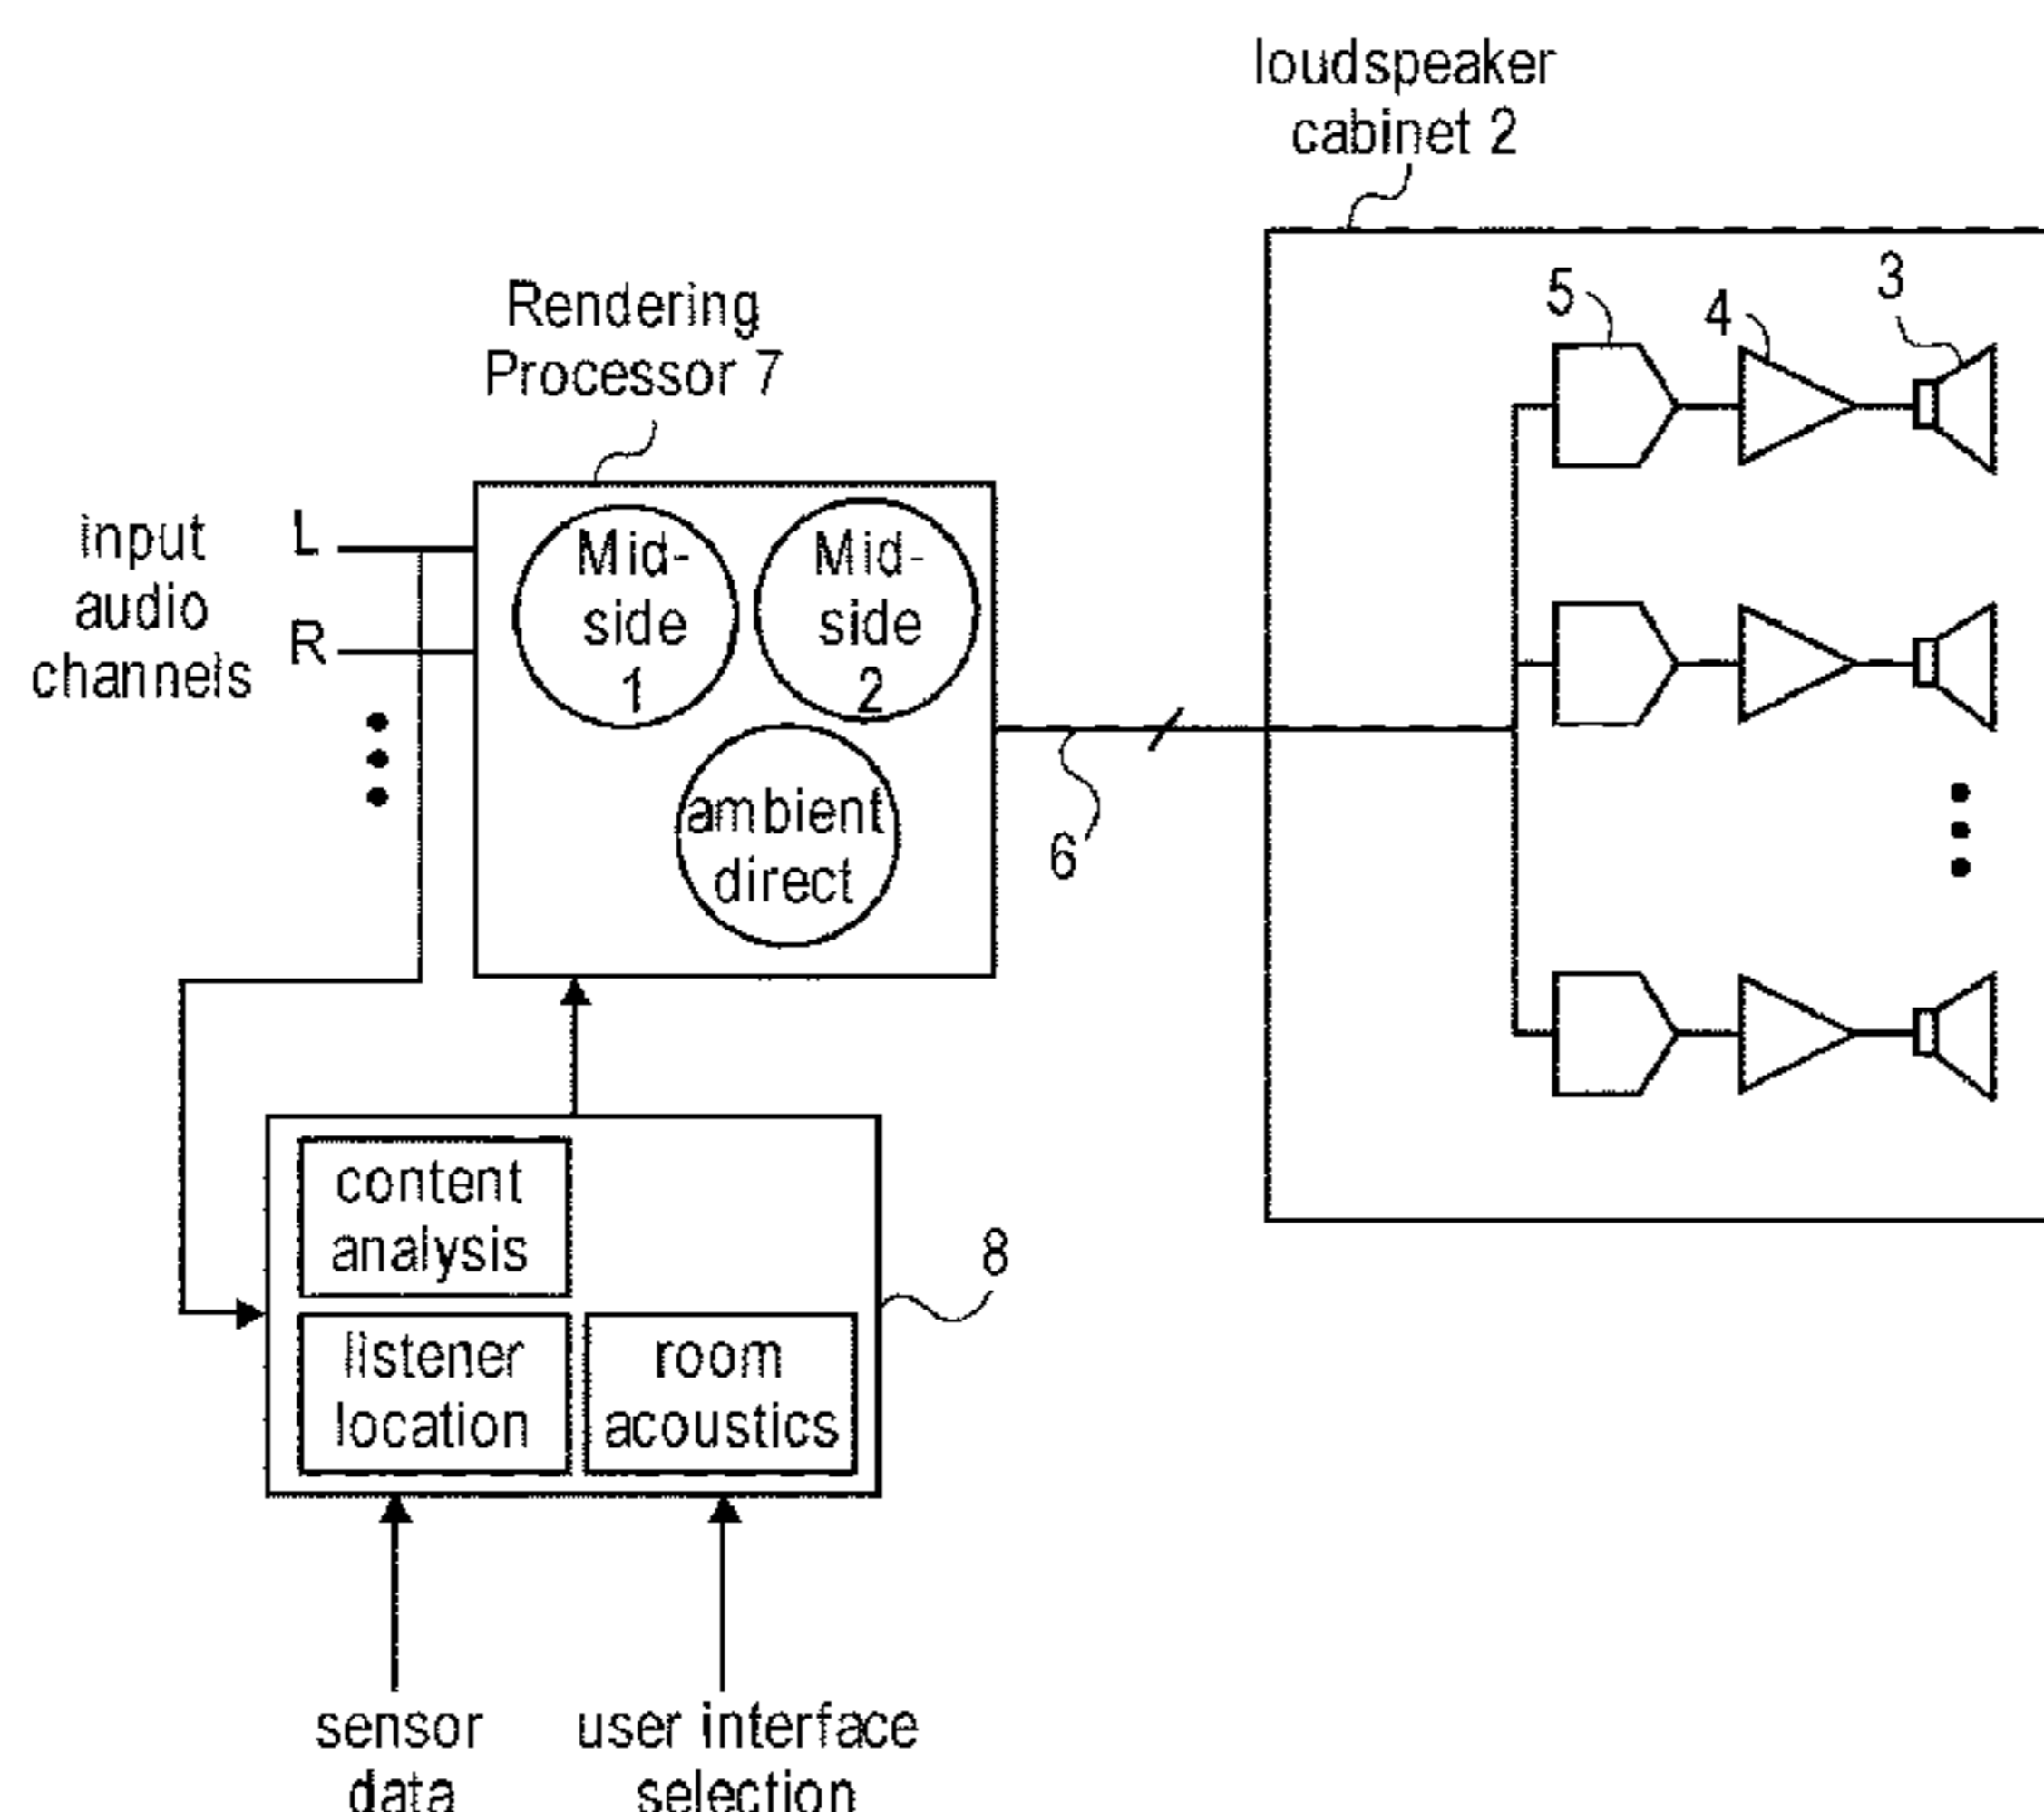 loudspeaker
cabinet 2
5
4
3
Rendering
Processor 7
input
audio
channels
L
R
Mid-
side
1
Mid-
side
2
ambient
direct
6
content
analysis
listener
location
room
acoustics
8
sensor
data
user interface
selection